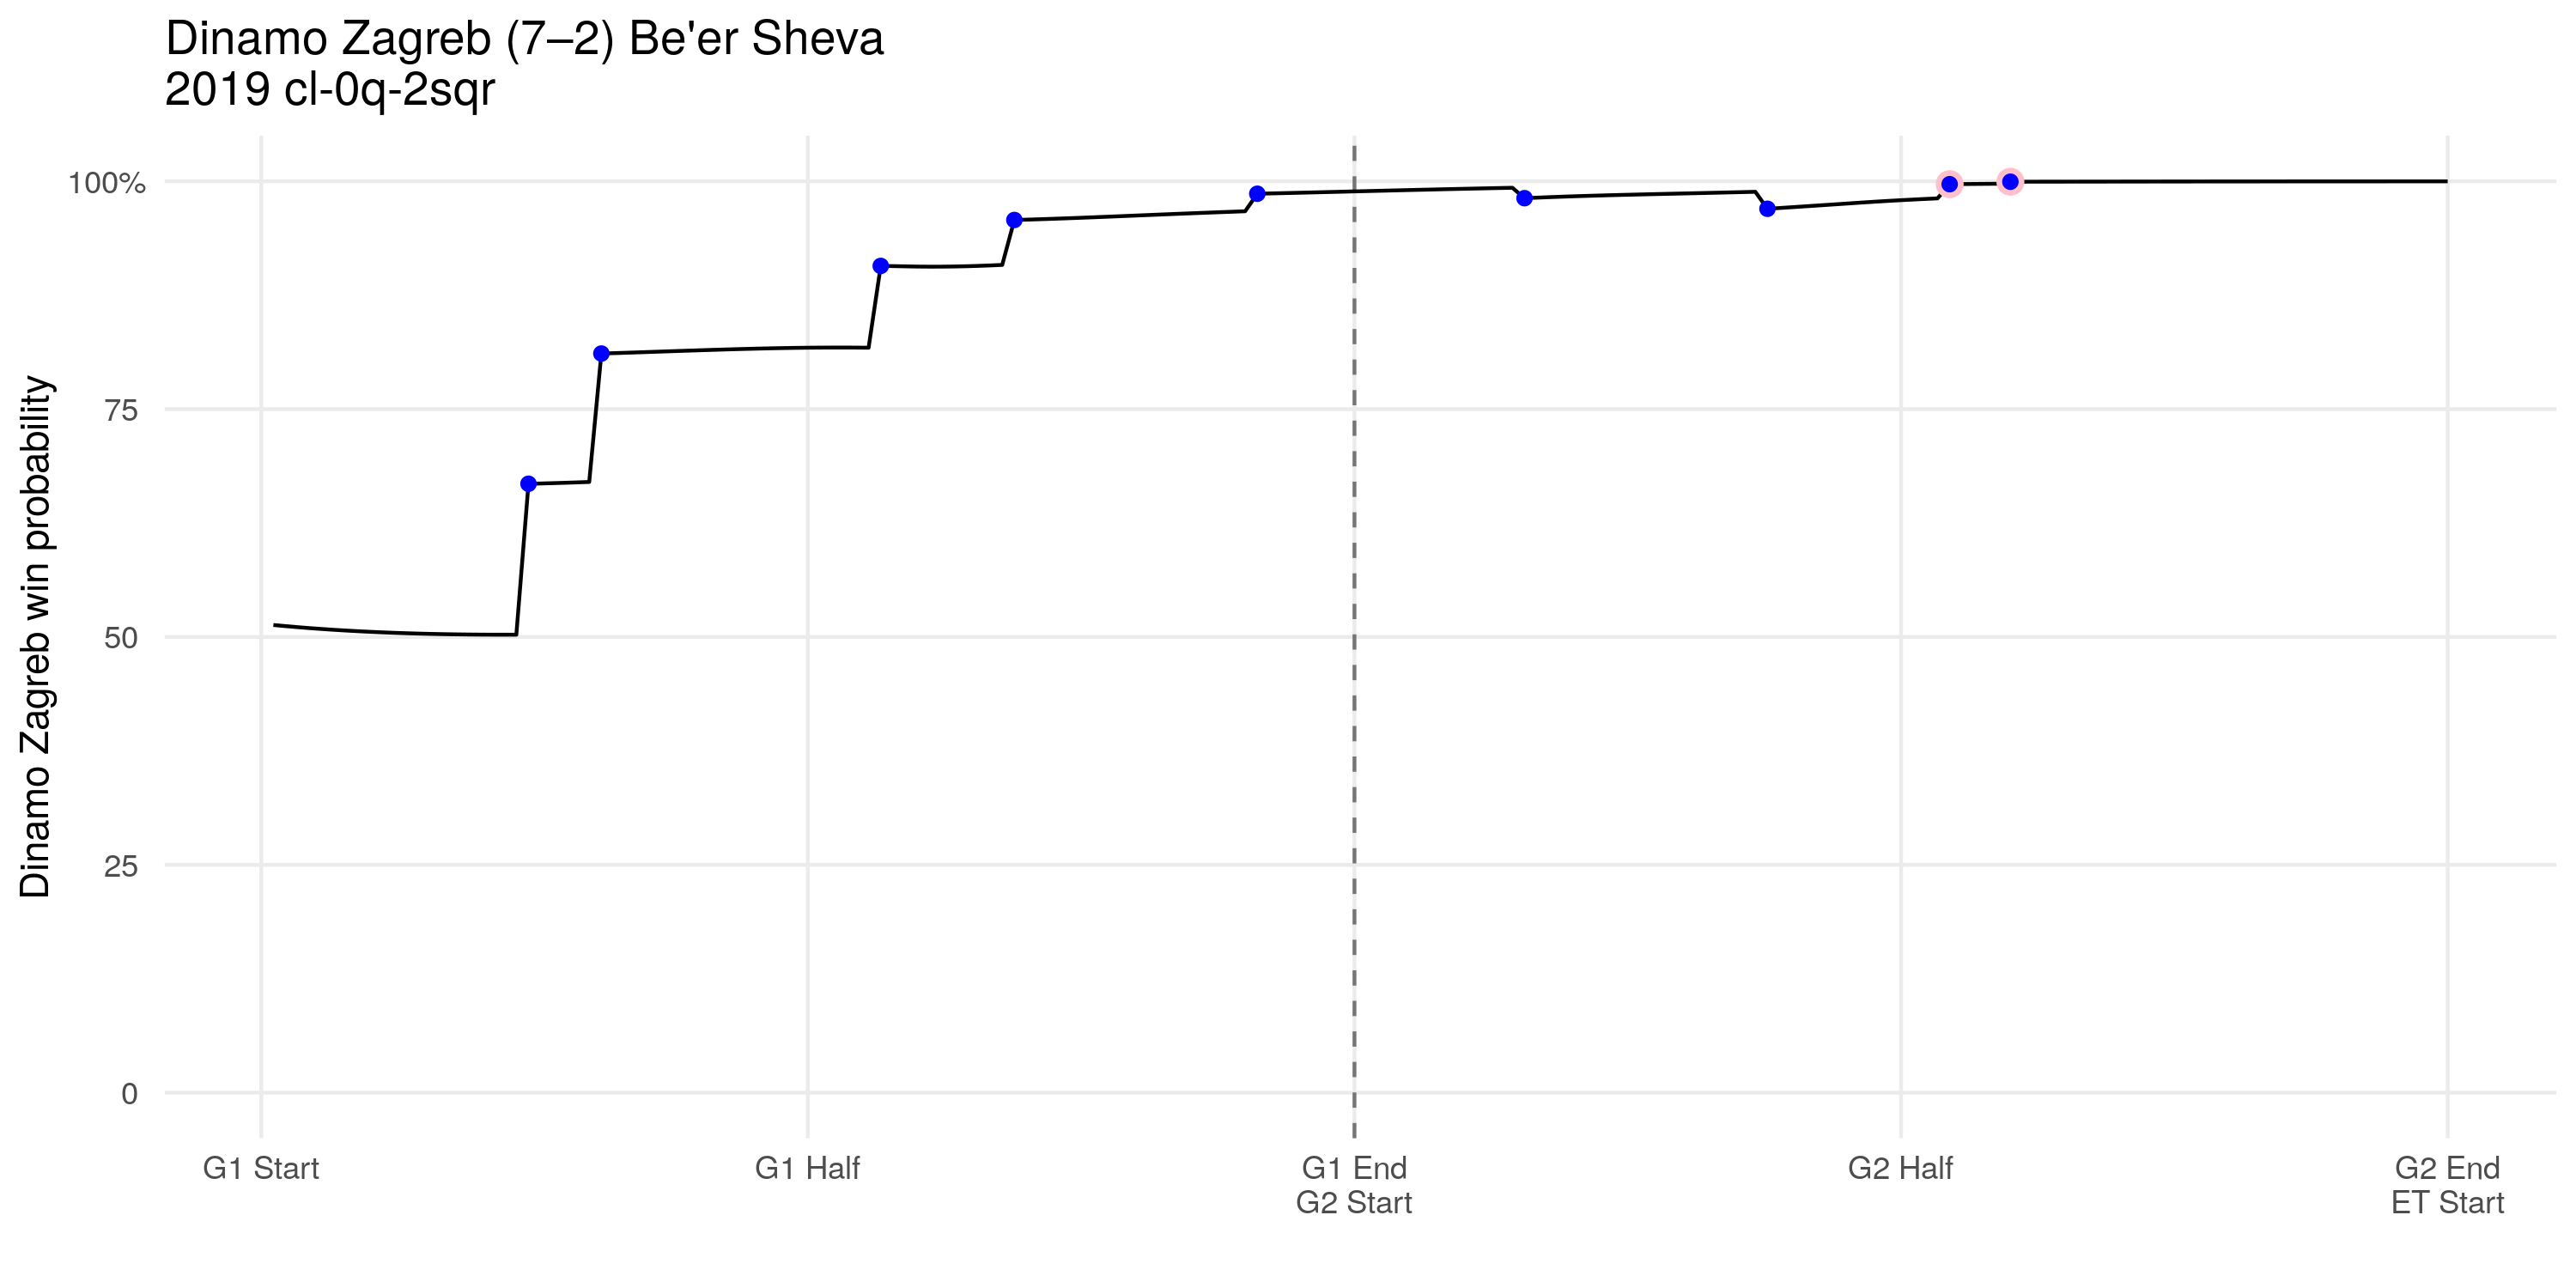 Dinamo Zagreb (7–2) Be'er Sheva
2019 cl-0q-2sqr
Dinamo Zagreb win probability
100%
75
50
25
0
G1 Start
G1 Half
G1 End
G2 Start
G2 Half
G2 End
ET Start